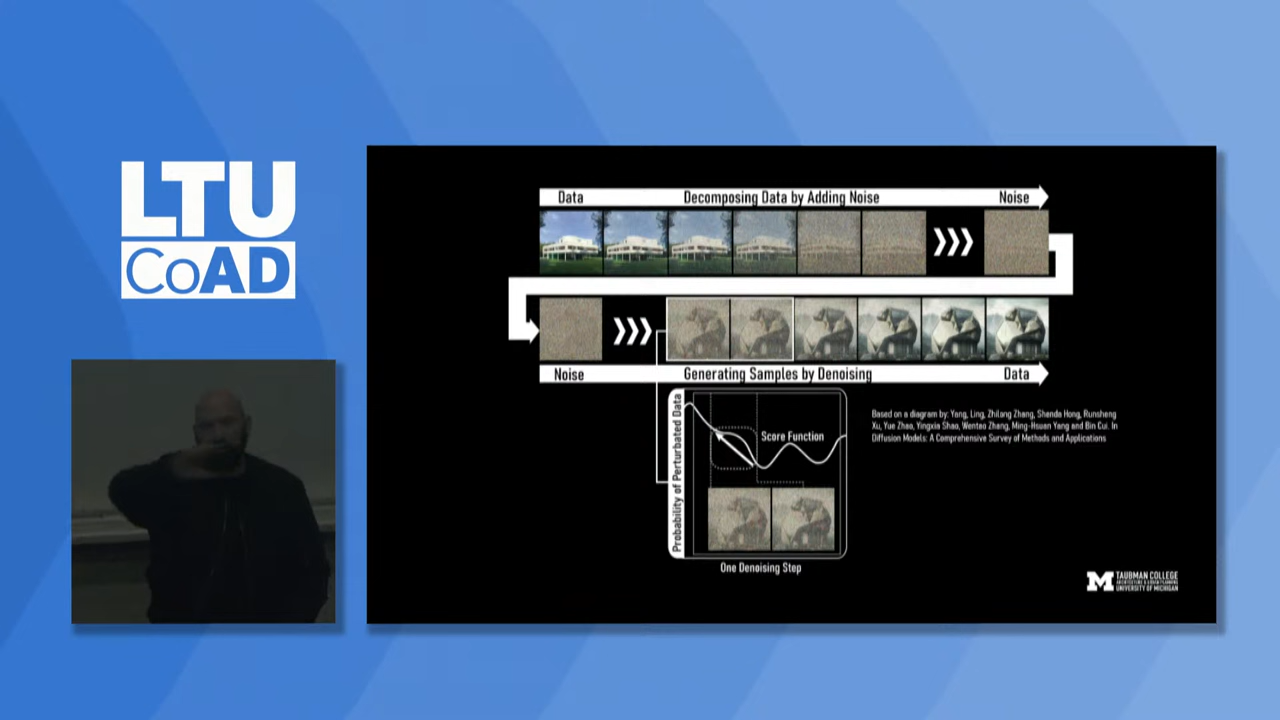 LTU
CoAD
Data Decomposing Data by Adding Noise Noise
Noise Generating Samples by Denoising Data
Probability of Perturbated Data
Score Function
One Denoising Step
Based on a diagram by: Yang, Ling, Zhilong Zhang, Shenda Hong, Runsheng
Xu, Yue Zhao, Yingxia Shao, Wentao Zhang, Ming-Hsuan Yang and Bin Cui. In
Diffusion Models: A Comprehensive Survey of Methods and Applications
M
TAUBMAN COLLEGE
ARCHITECTURE & URBAN PLANNING
UNIVERSITY OF MICHIGAN